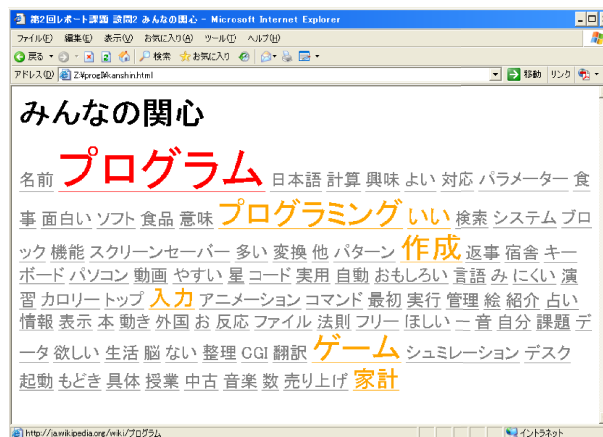 第2回レポート課題 設問2 みんなの関心 - Microsoft Internet Explorer
ファイル(F) 編集(E) 表示(V) お気に入り(A) ツール(T) ヘルプ(H)
戻る 検索 お気に入り
アドレス(D) Z:¥prog¥kanshin.html 移動 リンク
みんなの関心
名前 プログラム 日本語 計算 興味 よい 対応 パラメーター 食
事 面白い ソフト 食品 意味 プログラミング いい 検索 システム ブロ
ック 機能 スクリーンセーバー 多い 変換 他 パターン 作成 返事 宿舎 キー
ボード パソコン 動画 やすい 星 コード 実用 自動 おもしろい 言語 み にくい 演
習 カロリー トップ 入力 アニメーション コマンド 最初 実行 管理 絵 紹介 占い
情報 表示 本 動き 外国 お 反応 ファイル 法則 フリー ほしい ー 音 自分 課題 デ
ータ 欲しい 生活 脳 ない 整理 CGI 翻訳 ゲーム シュミレーション デスク
起動 もどき 具体 授業 中古 音楽 数 売り上げ 家計
http://ja.wikipedia.org/wiki/プログラム イントラネット